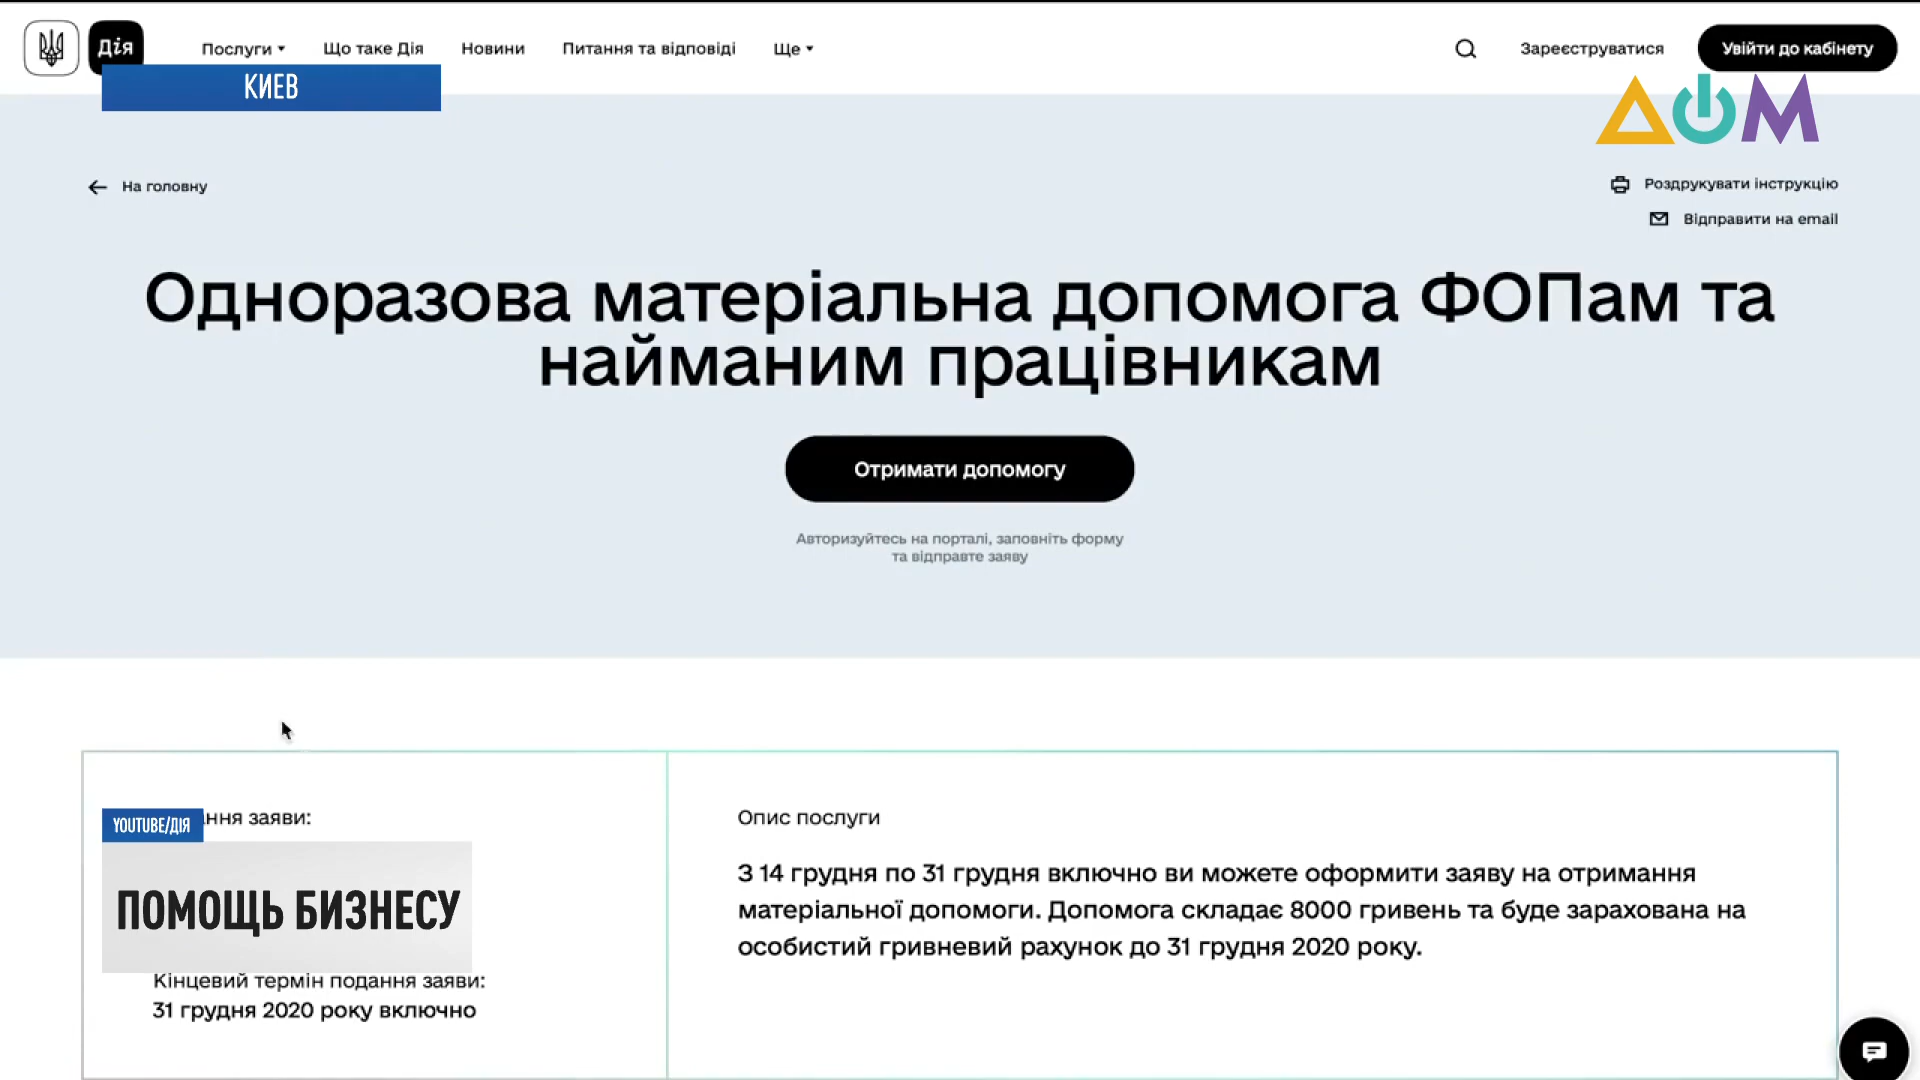 Дія
Послуги
Що таке Дія
Новини
Питання та відповіді
Ще
Зареєструватися
Увійти до кабінету
КИЕВ
ДОМ
На головну
Роздрукувати інструкцію
Відправити на email
Одноразова матеріальна допомога ФОПам та
найманим працівникам
Отримати допомогу
Авторизуйтесь на порталі, заповніть форму
та відправте заяву
YOUTUBE/ДІЯ
заяви:
ПОМОЩЬ БИЗНЕСУ
Кінцевий термін подання заяви:
31 грудня 2020 року включно
Опис послуги
З 14 грудня по 31 грудня включно ви можете оформити заяву на отримання
матеріальної допомоги. Допомога складає 8000 гривень та буде зарахована на
особистий гривневий рахунок до 31 грудня 2020 року.